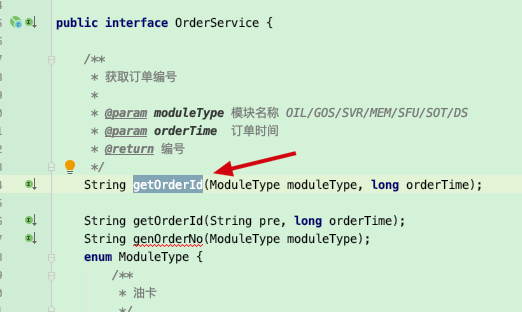 public interface OrderService {
/**
* 获取订单编号
*
* @param moduleType 模块名称 OIL/GOS/SVR/MEM/SFU/SOT/DS
* @param orderTime 订单时间
* @return 编号
*/
String getOrderId(ModuleType moduleType, long orderTime);
String getOrderId(String pre, long orderTime);
String genOrderNo(ModuleType moduleType);
enum ModuleType {
/**
* 油卡
*/